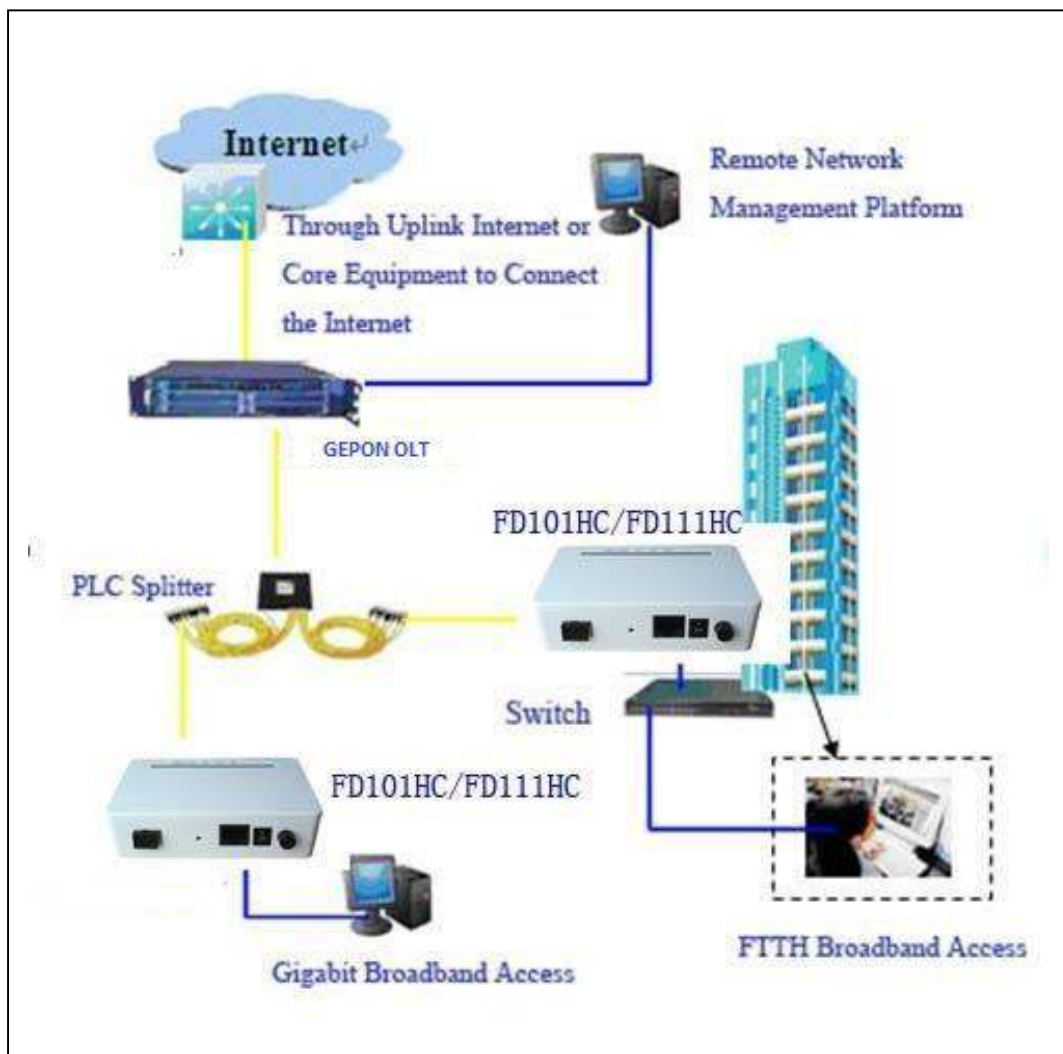 Internet↵
Remote Network
Management Platform
Through Uplink Internet or
Core Equipment to Connect
the Internet
GEPON OLT
FD101HC/FD111HC
PLC Splitter
Switch
FD101HC/FD111HC
FTTH Broadband Access
Gigabit Broadband Access